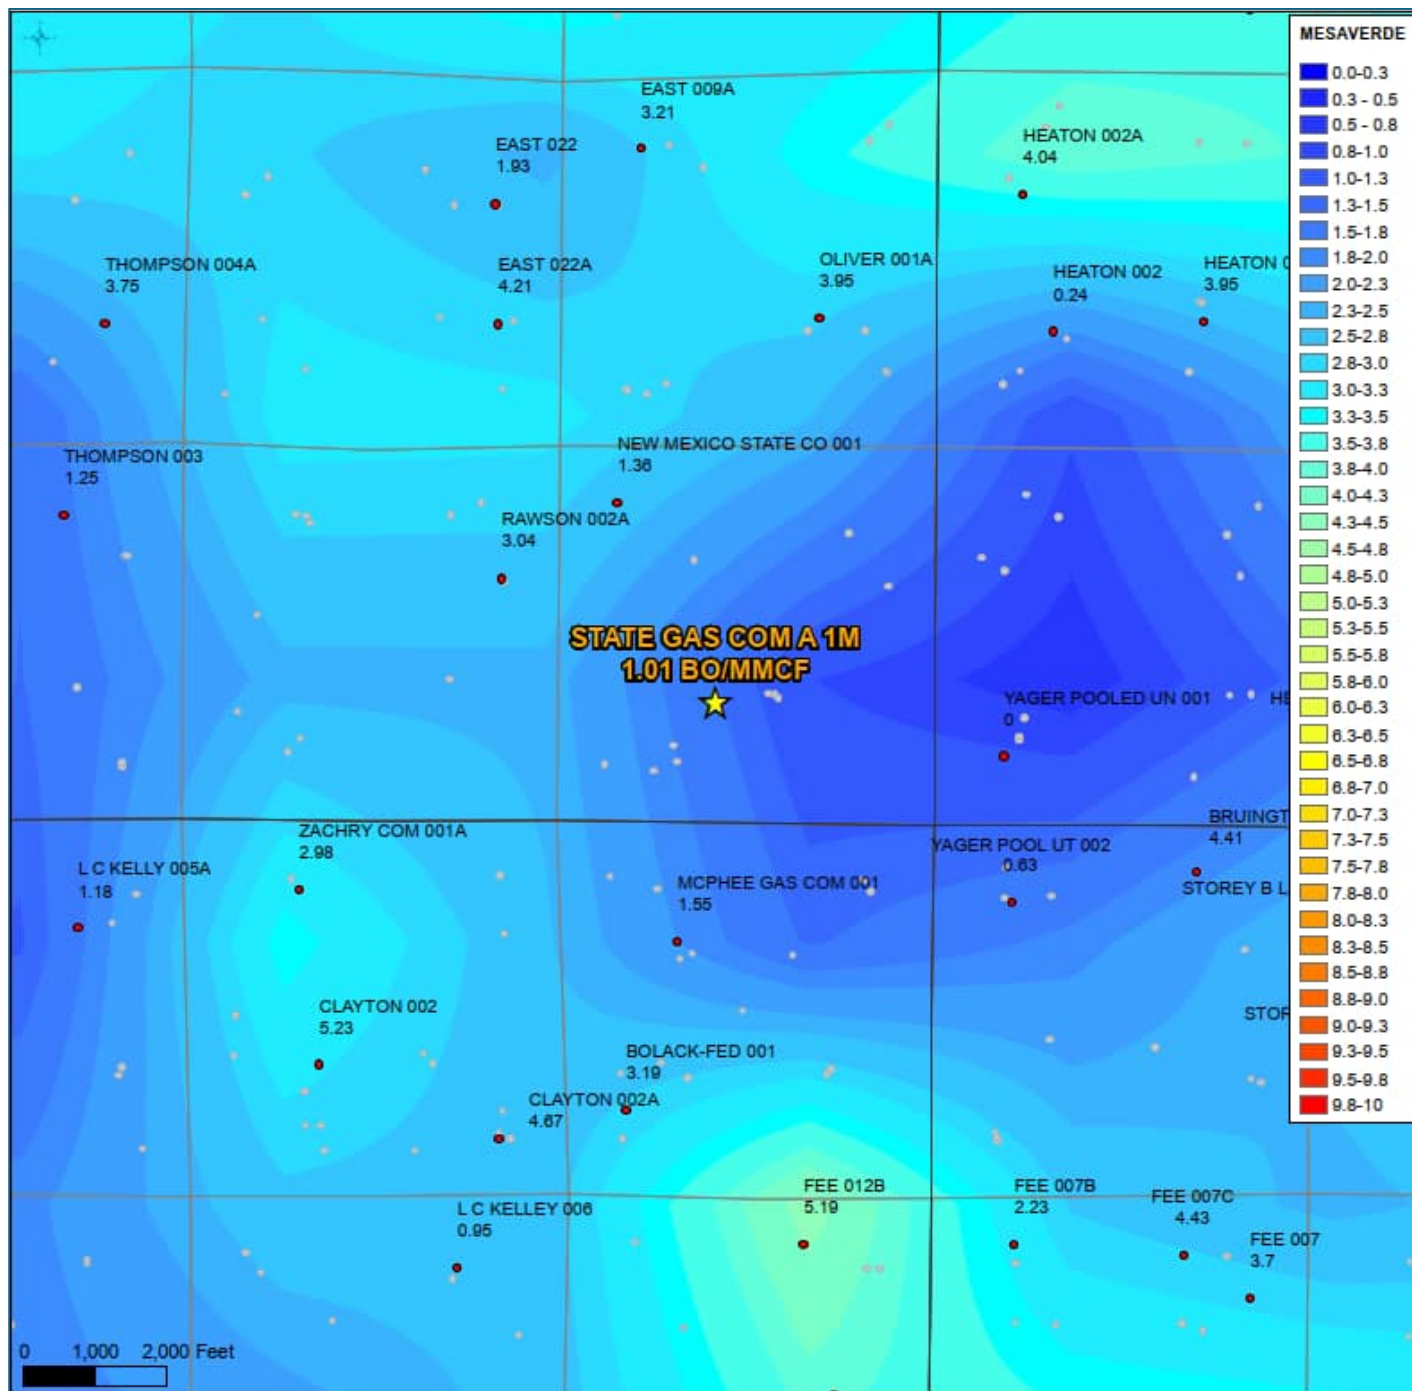 MESAVERDE
0.0-0.3
0.3 - 0.5
0.5 - 0.8
0.8-1.0
1.0-1.3
1.3-1.5
1.5-1.8
1.8-2.0
2.0-2.3
2.3-2.5
2.5-2.8
2.8-3.0
3.0-3.3
3.3-3.5
3.5-3.8
3.8-4.0
4.0-4.3
4.3-4.5
4.5-4.8
4.8-5.0
5.0-5.3
5.3-5.5
5.5-5.8
5.8-6.0
6.0-6.3
6.3-6.5
6.5-6.8
6.8-7.0
7.0-7.3
7.3-7.5
7.5-7.8
7.8-8.0
8.0-8.3
8.3-8.5
8.5-8.8
8.8-9.0
9.0-9.3
9.3-9.5
9.5-9.8
9.8-10
EAST 009A
3.21
EAST 022
1.93
HEATON 002A
4.04
THOMPSON 004A
3.75
EAST 022A
4.21
OLIVER 001A
3.95
HEATON 002
0.24
HEATON
3.95
THOMPSON 003
1.25
NEW MEXICO STATE CO 001
1.36
RAWSON 002A
3.04
STATE GAS COM A 1M
1.01 BO/MMCF
YAGER POOLED UN 001
0
HE
ZACHRY COM 001A
2.98
L C KELLY 005A
1.18
MCPHEE GAS COM 001
1.55
YAGER POOL UT 002
0.63
BRUINGT
4.41
STOREY B L
CLAYTON 002
5.23
STOR
BOLACK-FED 001
3.19
CLAYTON 002A
4.67
L C KELLEY 006
0.95
FEE 012B
5.19
FEE 007B
2.23
FEE 007C
4.43
FEE 007
3.7
0 1,000 2,000 Feet